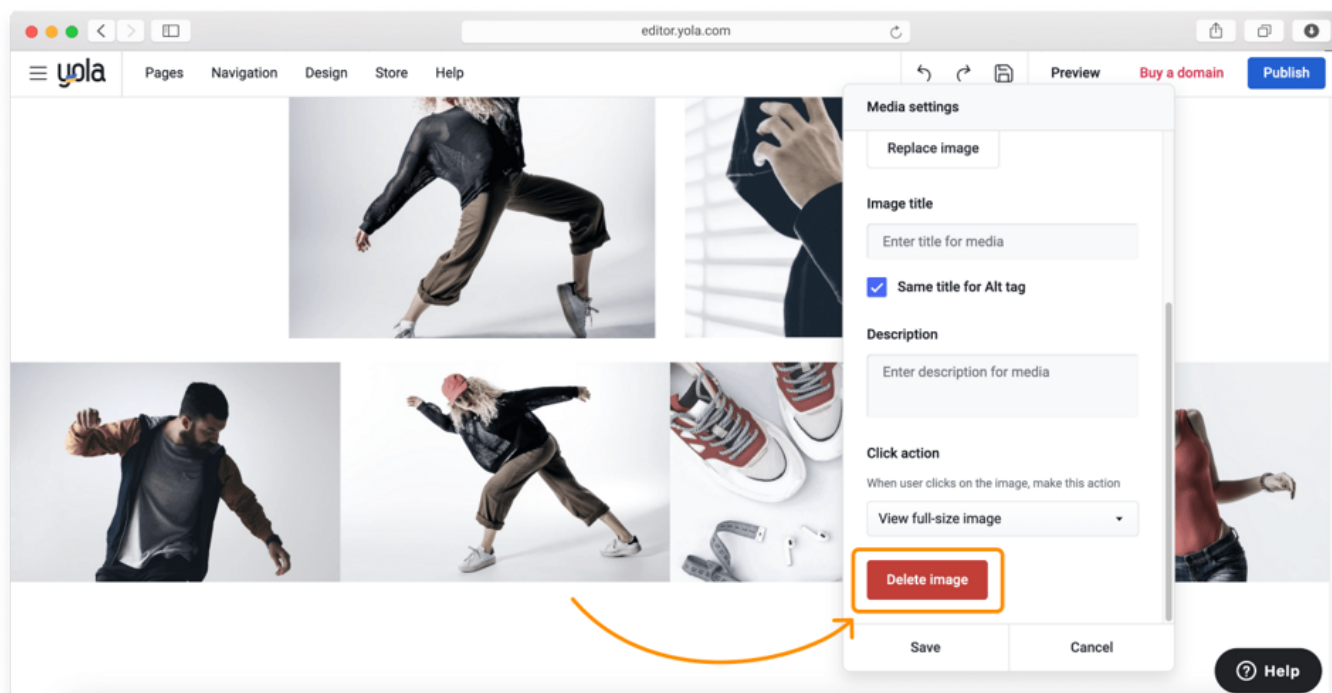 editor.yola.com
yola
Pages Navigation Design Store Help
Preview Buy a domain Publish
Media settings
Replace image
Image title
Enter title for media
Same title for Alt tag
Description
Enter description for media
Click action
When user clicks on the image, make this action
View full-size image
Delete image
Save Cancel
? Help